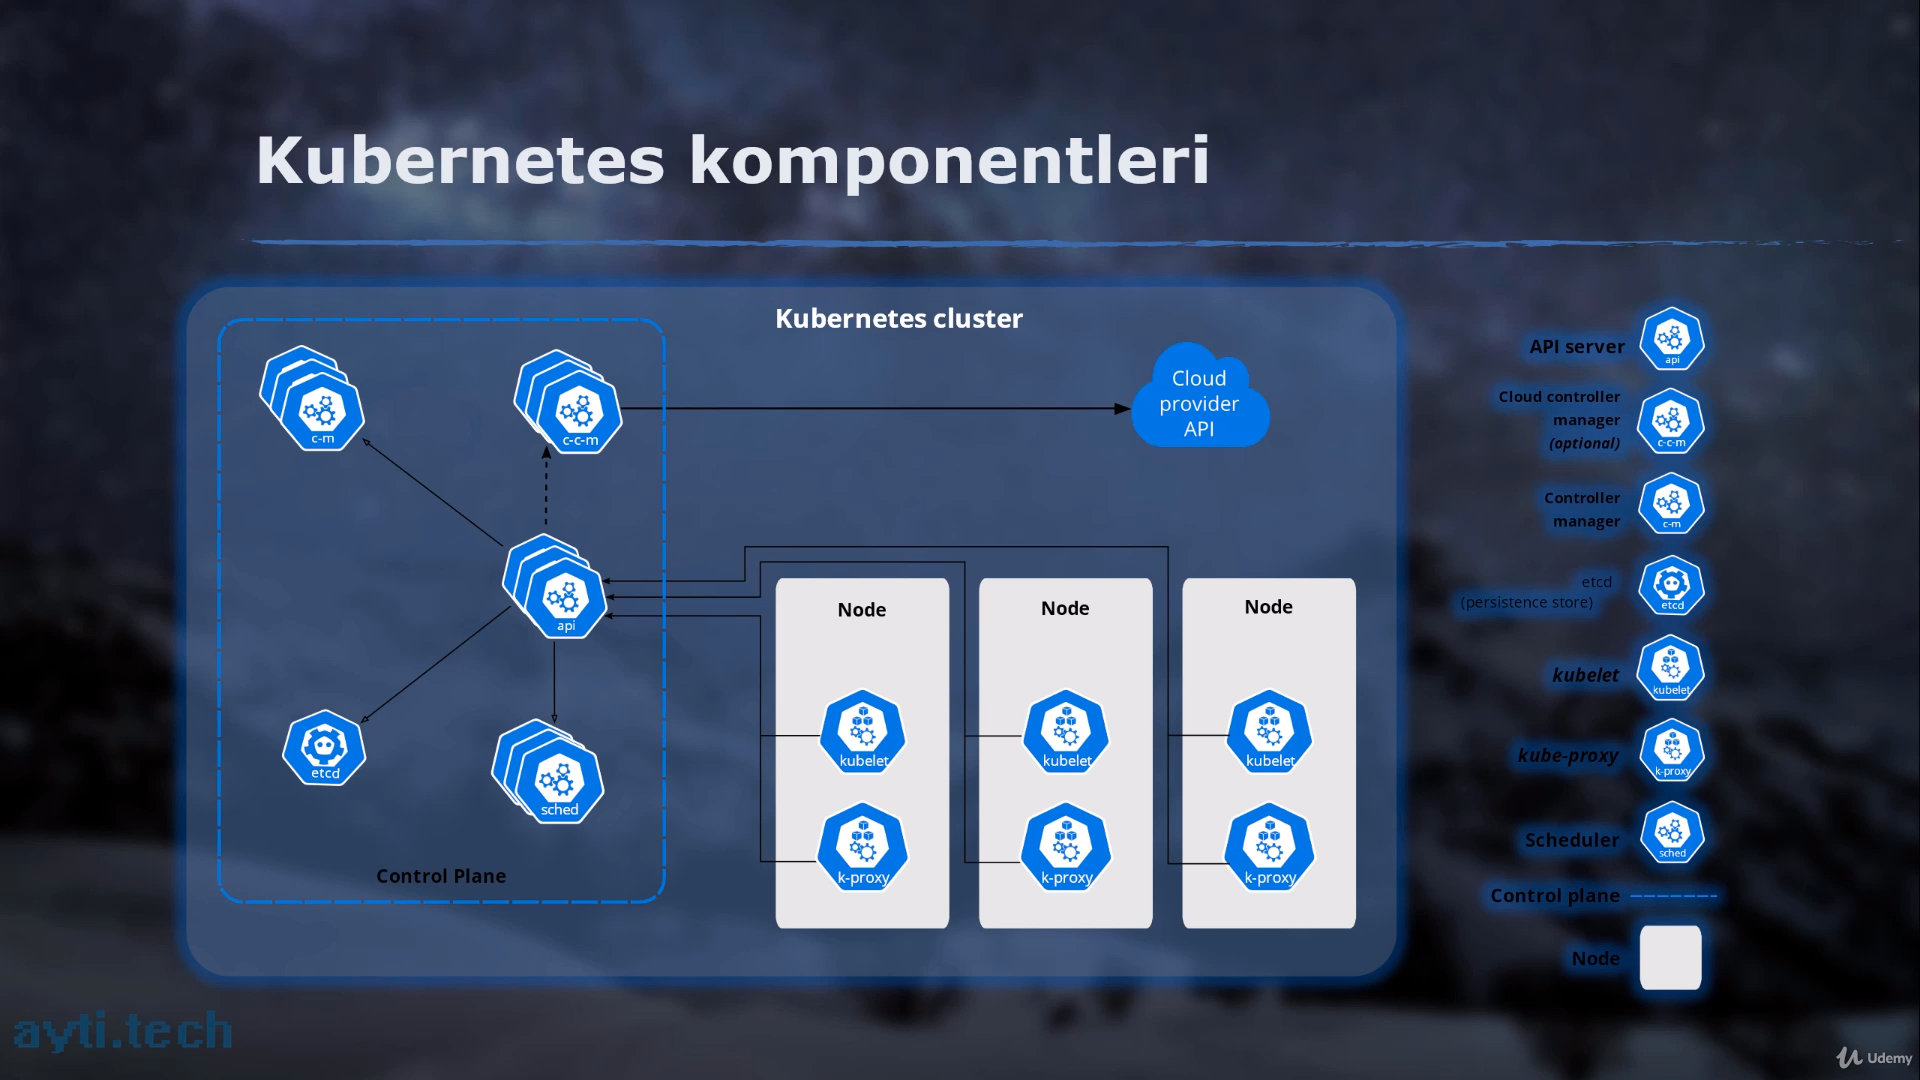 Kubernetes komponentleri
Kubernetes cluster
c-m
c-c-m
Cloud
provider
API
api
etcd
sched
Control Plane
Node
kubelet
k-proxy
Node
kubelet
k-proxy
Node
kubelet
k-proxy
API server
api
Cloud controller
manager
(optional)
c-c-m
Controller
manager
c-m
etcd
(persistence store)
etcd
kubelet
kubelet
kube-proxy
k-proxy
Scheduler
sched
Control plane
Node
ayti.tech
Udemy